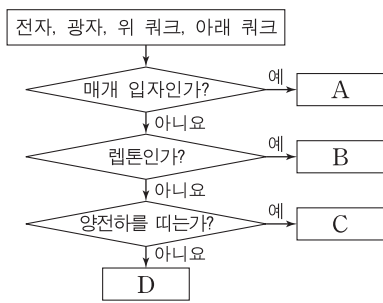 전자, 광자, 위 쿼크, 아래 쿼크
매개 입자인가?
예
A
아니요
렙톤인가?
예
B
아니요
양전하를 띠는가?
예
C
아니요
D